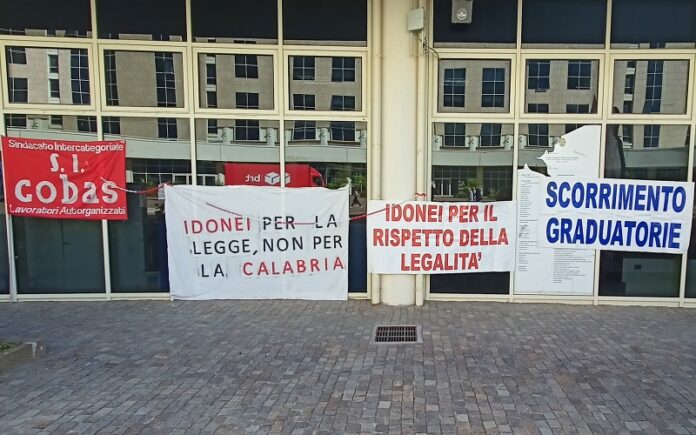 Sindacato Intercategoriale
S. I.
cobas
Lavoratori Autorganizzati
IDONEI PER LA
LEGGE, NON PER
LA CALABRIA
dpd
IDONEI PER IL
RISPETTO DELLA
LEGALITA'
SCORRIMENTO
GRADUATORIE